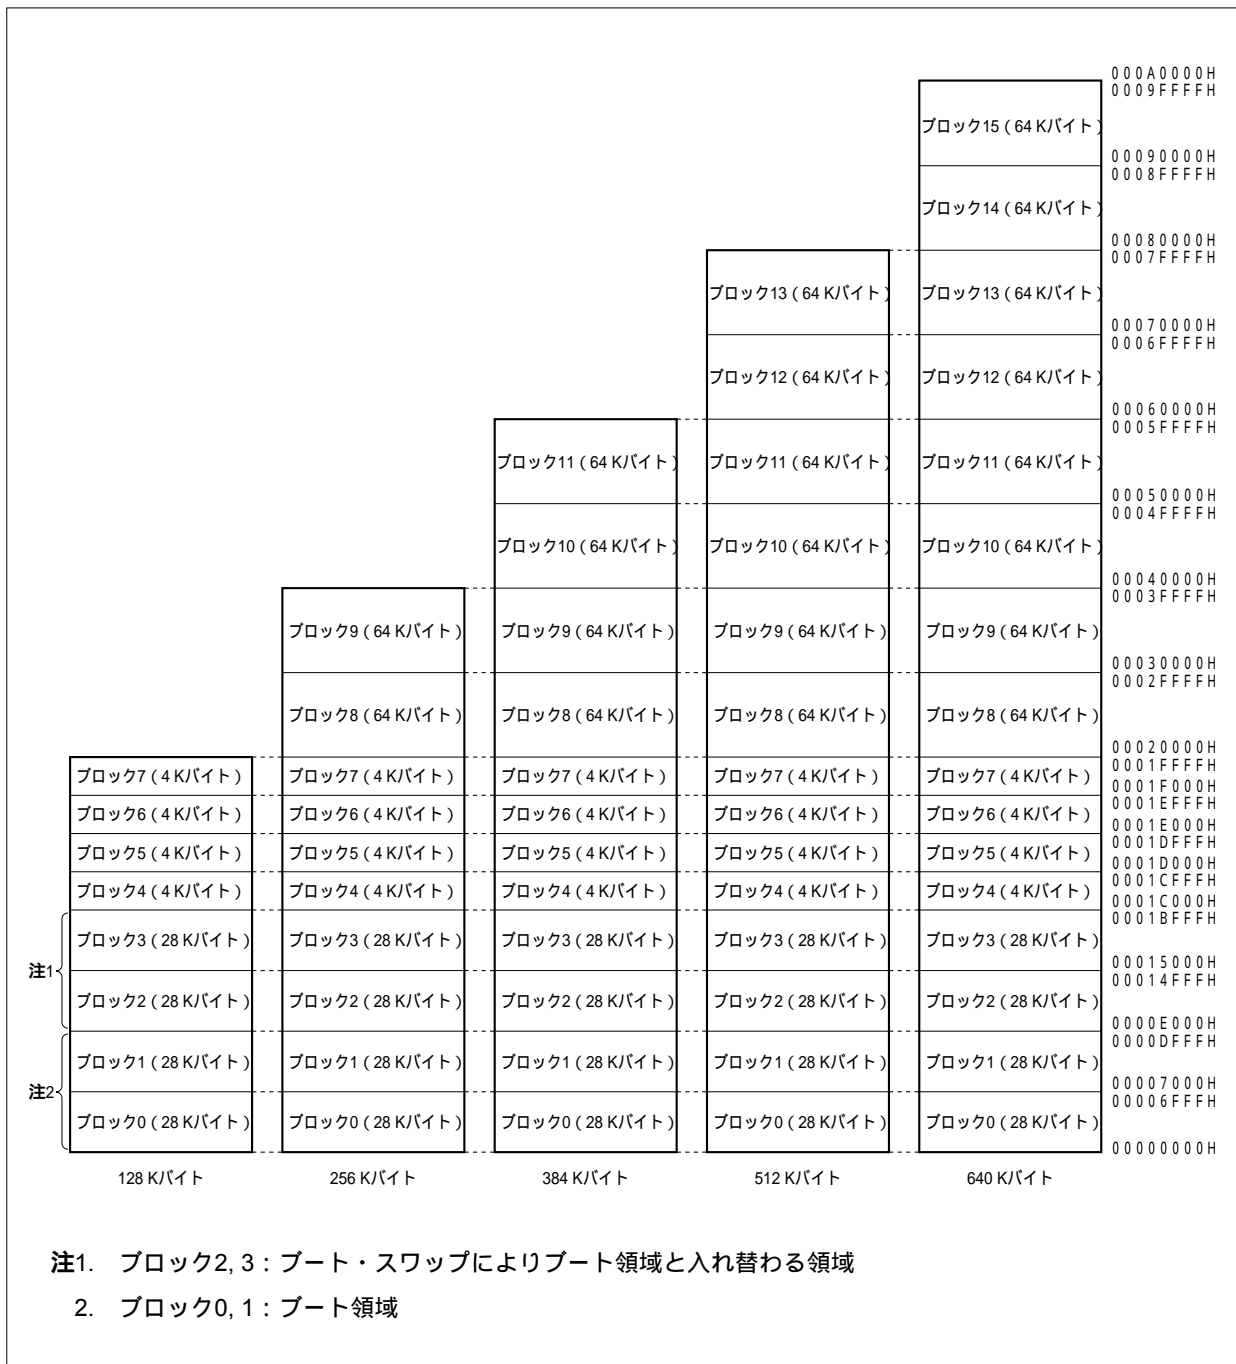 000A0000H
0009FFFFH
ブロック15（64 Kバイト）
00090000H
0008FFFFH
ブロック14（64 Kバイト）
00080000H
0007FFFFH
ブロック13（64 Kバイト） ブロック13（64 Kバイト）
00070000H
0006FFFFH
ブロック12（64 Kバイト） ブロック12（64 Kバイト）
00060000H
0005FFFFH
ブロック11（64 Kバイト） ブロック11（64 Kバイト） ブロック11（64 Kバイト）
00050000H
0004FFFFH
ブロック10（64 Kバイト） ブロック10（64 Kバイト） ブロック10（64 Kバイト）
00040000H
0003FFFFH
ブロック9（64 Kバイト） ブロック9（64 Kバイト） ブロック9（64 Kバイト） ブロック9（64 Kバイト）
00030000H
0002FFFFH
ブロック8（64 Kバイト） ブロック8（64 Kバイト） ブロック8（64 Kバイト） ブロック8（64 Kバイト）
00020000H
0001FFFFH
ブロック7（4 Kバイト） ブロック7（4 Kバイト） ブロック7（4 Kバイト） ブロック7（4 Kバイト） ブロック7（4 Kバイト）
0001F000H
0001EFFFH
ブロック6（4 Kバイト） ブロック6（4 Kバイト） ブロック6（4 Kバイト） ブロック6（4 Kバイト） ブロック6（4 Kバイト）
0001E000H
0001DFFFH
ブロック5（4 Kバイト） ブロック5（4 Kバイト） ブロック5（4 Kバイト） ブロック5（4 Kバイト） ブロック5（4 Kバイト）
0001D000H
0001CFFFH
ブロック4（4 Kバイト） ブロック4（4 Kバイト） ブロック4（4 Kバイト） ブロック4（4 Kバイト） ブロック4（4 Kバイト）
0001C000H
0001BFFFH
ブロック3（28 Kバイト） ブロック3（28 Kバイト） ブロック3（28 Kバイト） ブロック3（28 Kバイト） ブロック3（28 Kバイト）
注1
00015000H
00014FFFH
ブロック2（28 Kバイト） ブロック2（28 Kバイト） ブロック2（28 Kバイト） ブロック2（28 Kバイト） ブロック2（28 Kバイト）
0000E000H
0000DFFFH
ブロック1（28 Kバイト） ブロック1（28 Kバイト） ブロック1（28 Kバイト） ブロック1（28 Kバイト） ブロック1（28 Kバイト）
注2
00007000H
00006FFFH
ブロック0（28 Kバイト） ブロック0（28 Kバイト） ブロック0（28 Kバイト） ブロック0（28 Kバイト） ブロック0（28 Kバイト）
00000000H
128 Kバイト 256 Kバイト 384 Kバイト 512 Kバイト 640 Kバイト
注1. ブロック2, 3：ブート・スワップによりブート領域と入れ替わる領域
2. ブロック0, 1：ブート領域